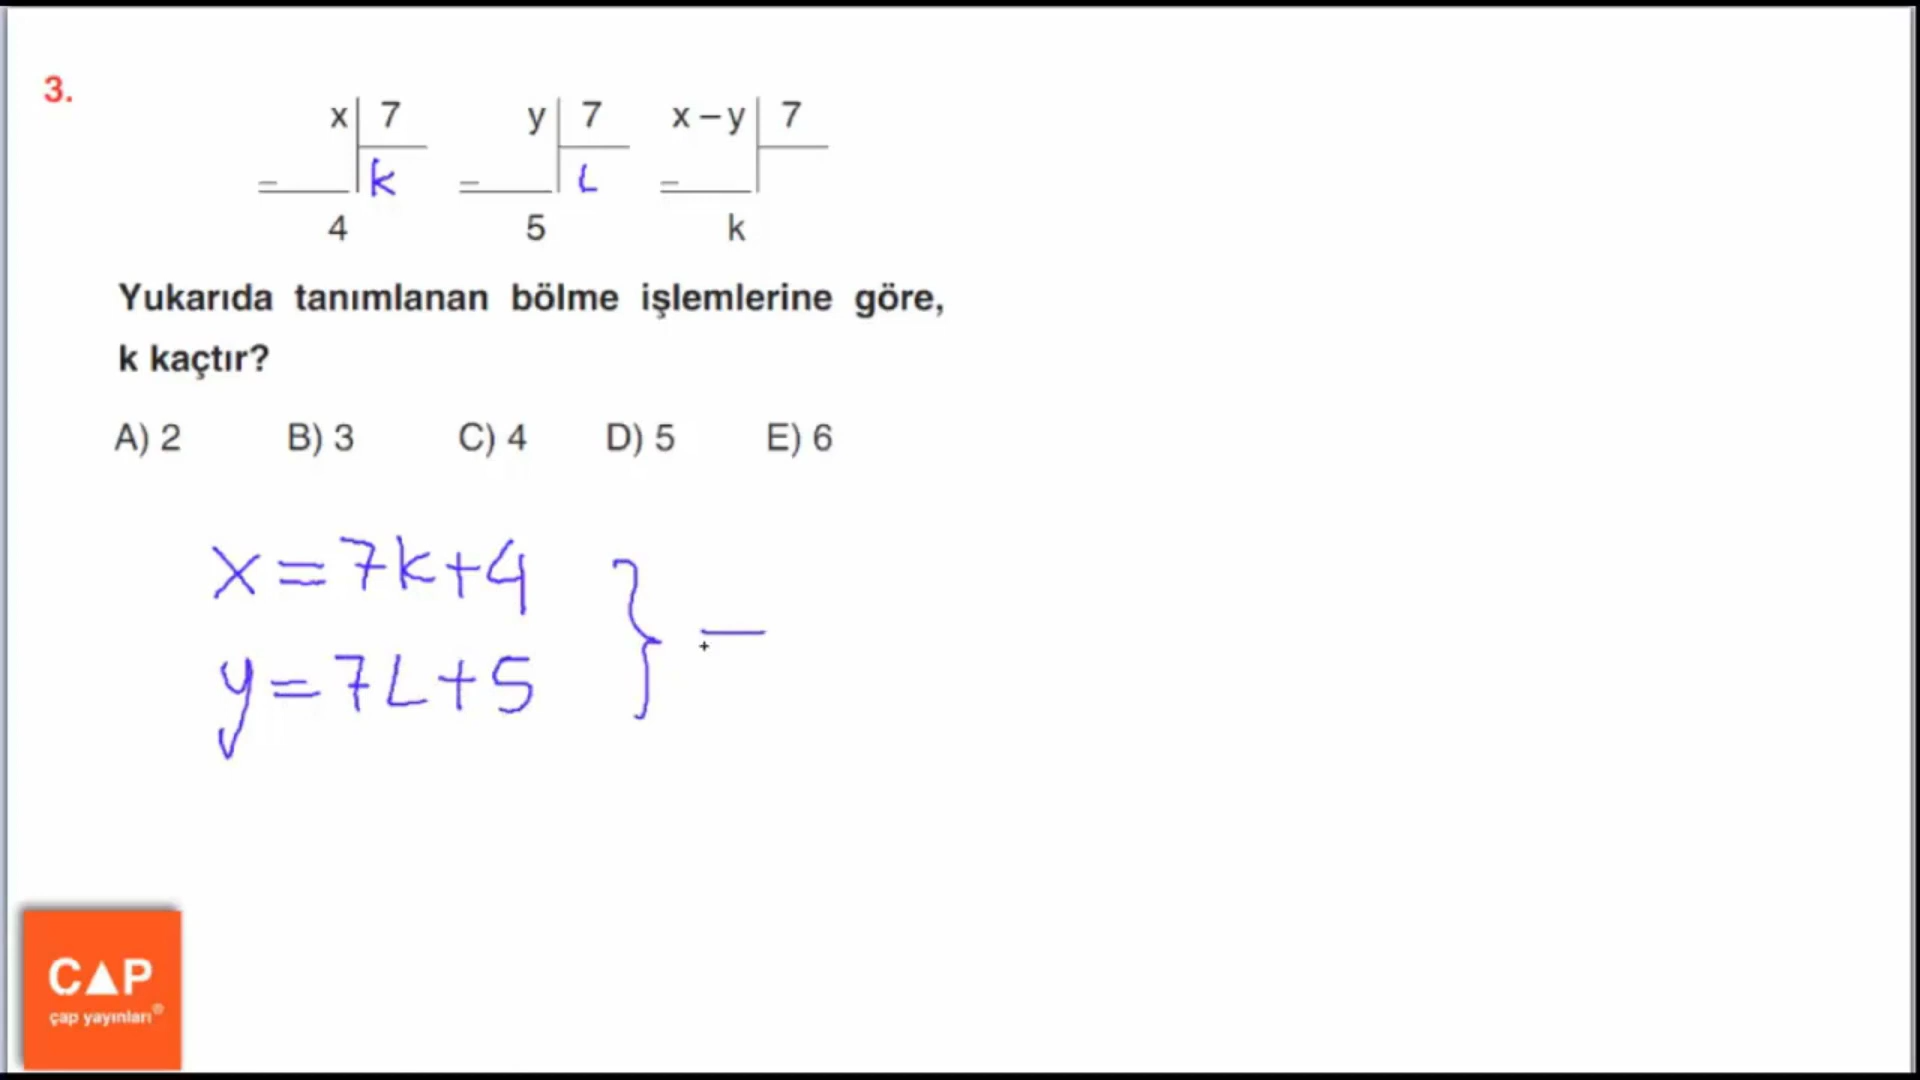 3.
x 7 y 7 x – y 7
k L
4 5 k
Yukarıda tanımlanan bölme işlemlerine göre,
k kaçtır?
A) 2 B) 3 C) 4 D) 5 E) 6
x = 7k + 4
y = 7L + 5
} –
ÇAP
çap yayınları®